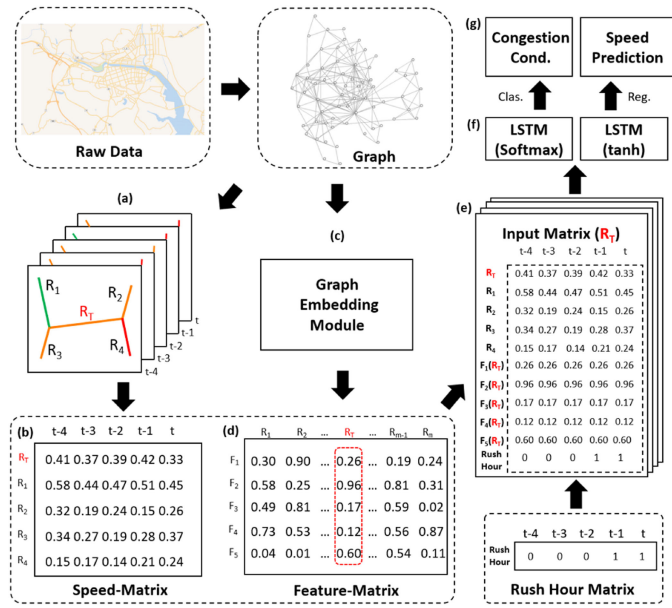 Raw Data
Graph
(g)
Congestion
Cond.
Speed
Prediction
Clas.
Reg.
(f)
LSTM
(Softmax)
LSTM
(tanh)
(a)
R1
R2
RT
R3
R4
t
t-1
t-2
t-3
t-4
(c)
Graph
Embedding
Module
(b)
t-4 t-3 t-2 t-1 t
RT 0.41 0.37 0.39 0.42 0.33
R1 0.58 0.44 0.47 0.51 0.45
R2 0.32 0.19 0.24 0.15 0.26
R3 0.34 0.27 0.19 0.28 0.37
R4 0.15 0.17 0.14 0.21 0.24
Speed-Matrix
(d)
R1 R2 ... RT ... Rm-1 Rn
F1 0.30 0.90 ... 0.26 ... 0.19 0.24
F2 0.58 0.25 ... 0.96 ... 0.81 0.31
F3 0.49 0.81 ... 0.17 ... 0.59 0.02
F4 0.73 0.53 ... 0.12 ... 0.56 0.87
F5 0.04 0.01 ... 0.60 ... 0.54 0.11
Feature-Matrix
(e)
Input Matrix (RT)
t-4 t-3 t-2 t-1 t
RT 0.41 0.37 0.39 0.42 0.33
R1 0.58 0.44 0.47 0.51 0.45
R2 0.32 0.19 0.24 0.15 0.26
R3 0.34 0.27 0.19 0.28 0.37
R4 0.15 0.17 0.14 0.21 0.24
F1(RT) 0.26 0.26 0.26 0.26 0.26
F2(RT) 0.96 0.96 0.96 0.96 0.96
F3(RT) 0.17 0.17 0.17 0.17 0.17
F4(RT) 0.12 0.12 0.12 0.12 0.12
F5(RT) 0.60 0.60 0.60 0.60 0.60
Rush
Hour 0 0 0 1 1
t-4 t-3 t-2 t-1 t
Rush
Hour 0 0 0 1 1
Rush Hour Matrix